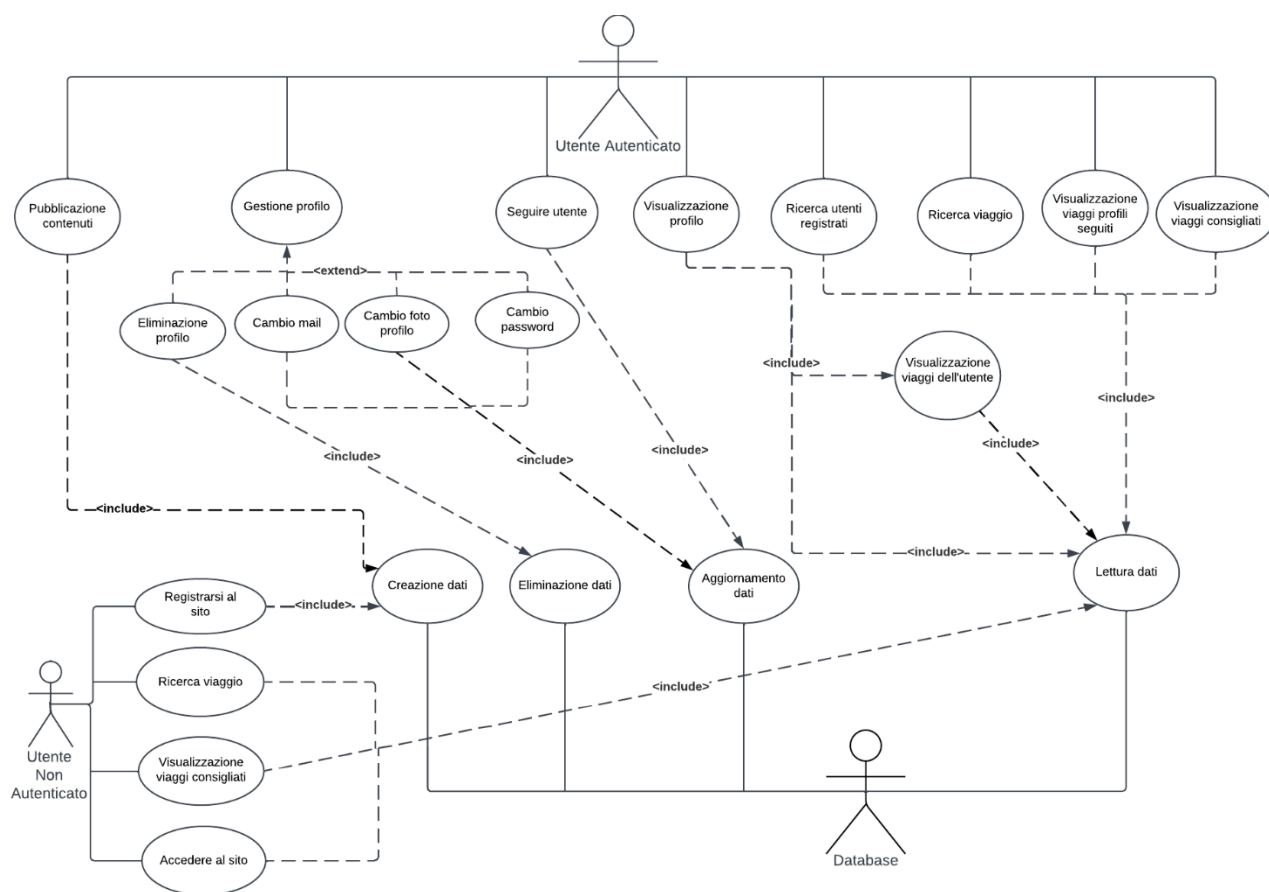 Utente Autenticato
Pubblicazione
contenuti
Gestione profilo
Seguire utente
Visualizzazione
profilo
Ricerca utenti
registrati
Ricerca viaggio
Visualizzazione
viaggi profili
seguiti
Visualizzazione
viaggi consigliati
<extend>
Eliminazione
profilo
Cambio mail
Cambio foto
profilo
Cambio
password
<include>
Visualizzazione
viaggi dell'utente
<include>
<include>
<include>
<include>
<include>
<include>
Creazione dati
Eliminazione dati
Aggiornamento
dati
Lettura dati
Registrarsi al
sito
<include>
Ricerca viaggio
<include>
Utente
Non
Autenticato
Visualizzazione
viaggi consigliati
Accedere al sito
Database